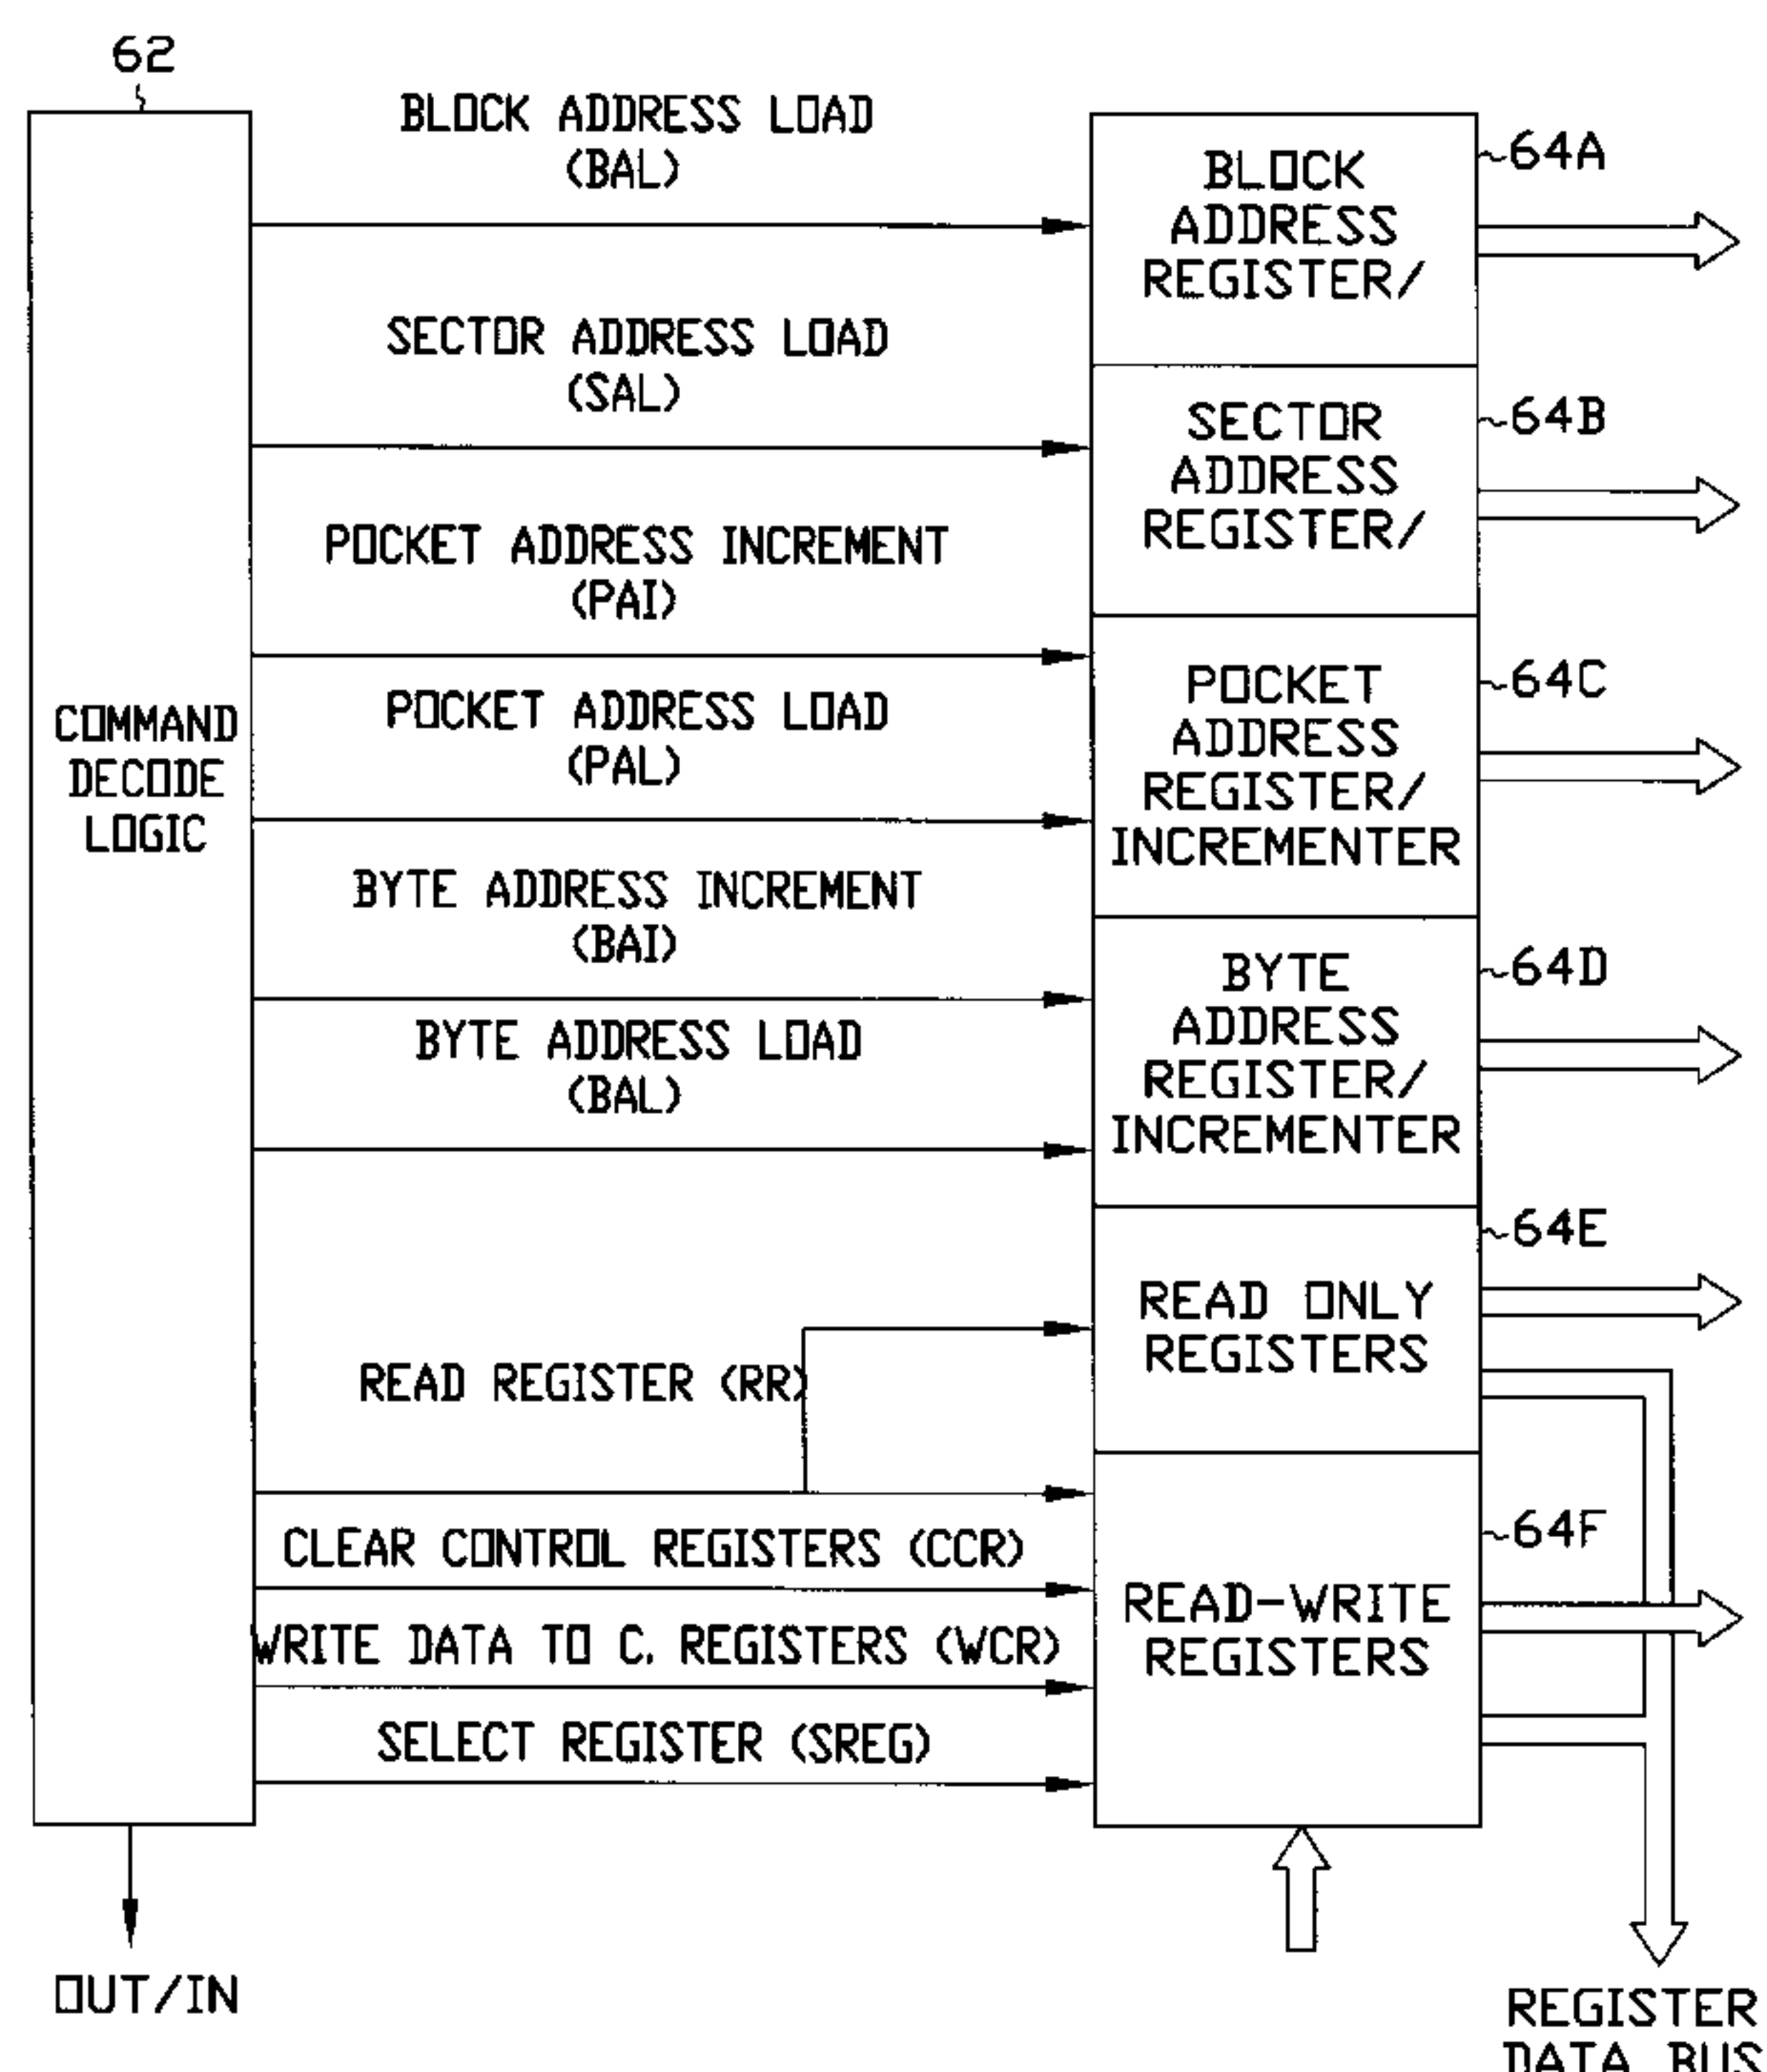 62
BLOCK ADDRESS LOAD
(BAL)
SECTOR ADDRESS LOAD
(SAL)
POCKET ADDRESS INCREMENT
(PAI)
COMMAND
DECODE
LOGIC
POCKET ADDRESS LOAD
(PAL)
BYTE ADDRESS INCREMENT
(BAI)
BYTE ADDRESS LOAD
(BAL)
READ REGISTER (RR)
CLEAR CONTROL REGISTERS (CCR)
WRITE DATA TO C. REGISTERS (WCR)
SELECT REGISTER (SREG)
BLOCK
ADDRESS
REGISTER/
64A
SECTOR
ADDRESS
REGISTER/
64B
POCKET
ADDRESS
REGISTER/
INCREMENTER
64C
BYTE
ADDRESS
REGISTER/
INCREMENTER
64D
READ ONLY
REGISTERS
64E
READ-WRITE
REGISTERS
64F
OUT/IN
REGISTER
DATA BUS